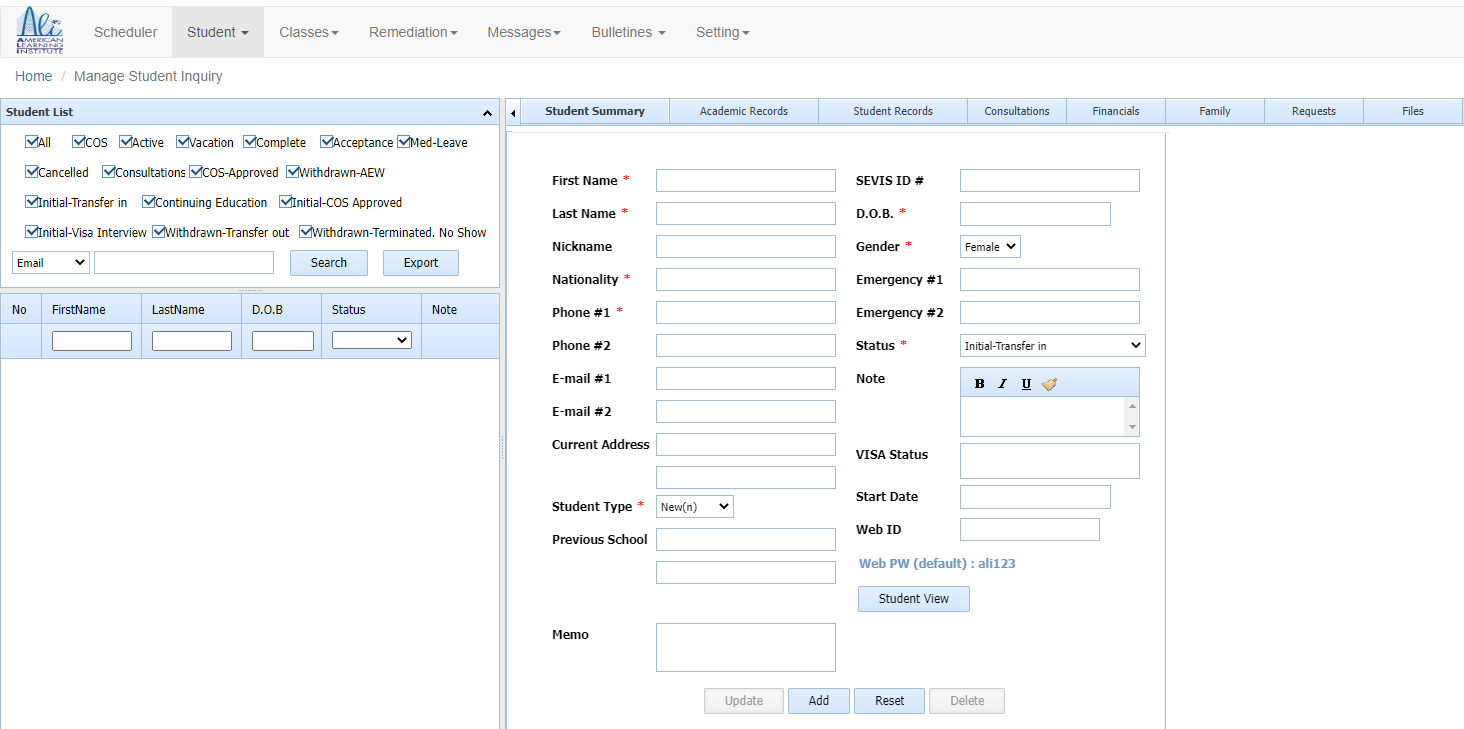 Ali
AMERICAN
LEARNING
INSTITUTE
Scheduler Student Classes Remediation Messages Bulletines Setting
Home / Manage Student Inquiry
Student List
All COS Active Vacation Complete Acceptance Med-Leave
Cancelled Consultations COS-Approved Withdrawn-AEW
Initial-Transfer in Continuing Education Initial-COS Approved
Initial-Visa Interview Withdrawn-Transfer out Withdrawn-Terminated. No Show
Email Search Export
No FirstName LastName D.O.B Status Note
Student Summary Academic Records Student Records Consultations Financials Family Requests Files
First Name * SEVIS ID #
Last Name * D.O.B. *
Nickname Gender * Female
Nationality * Emergency #1
Phone #1 * Emergency #2
Phone #2 Status * Initial-Transfer in
E-mail #1 Note B I U
E-mail #2
Current Address VISA Status
Student Type * New(n) Start Date
Previous School Web ID
Web PW (default) : ali123
Student View
Memo
Update Add Reset Delete